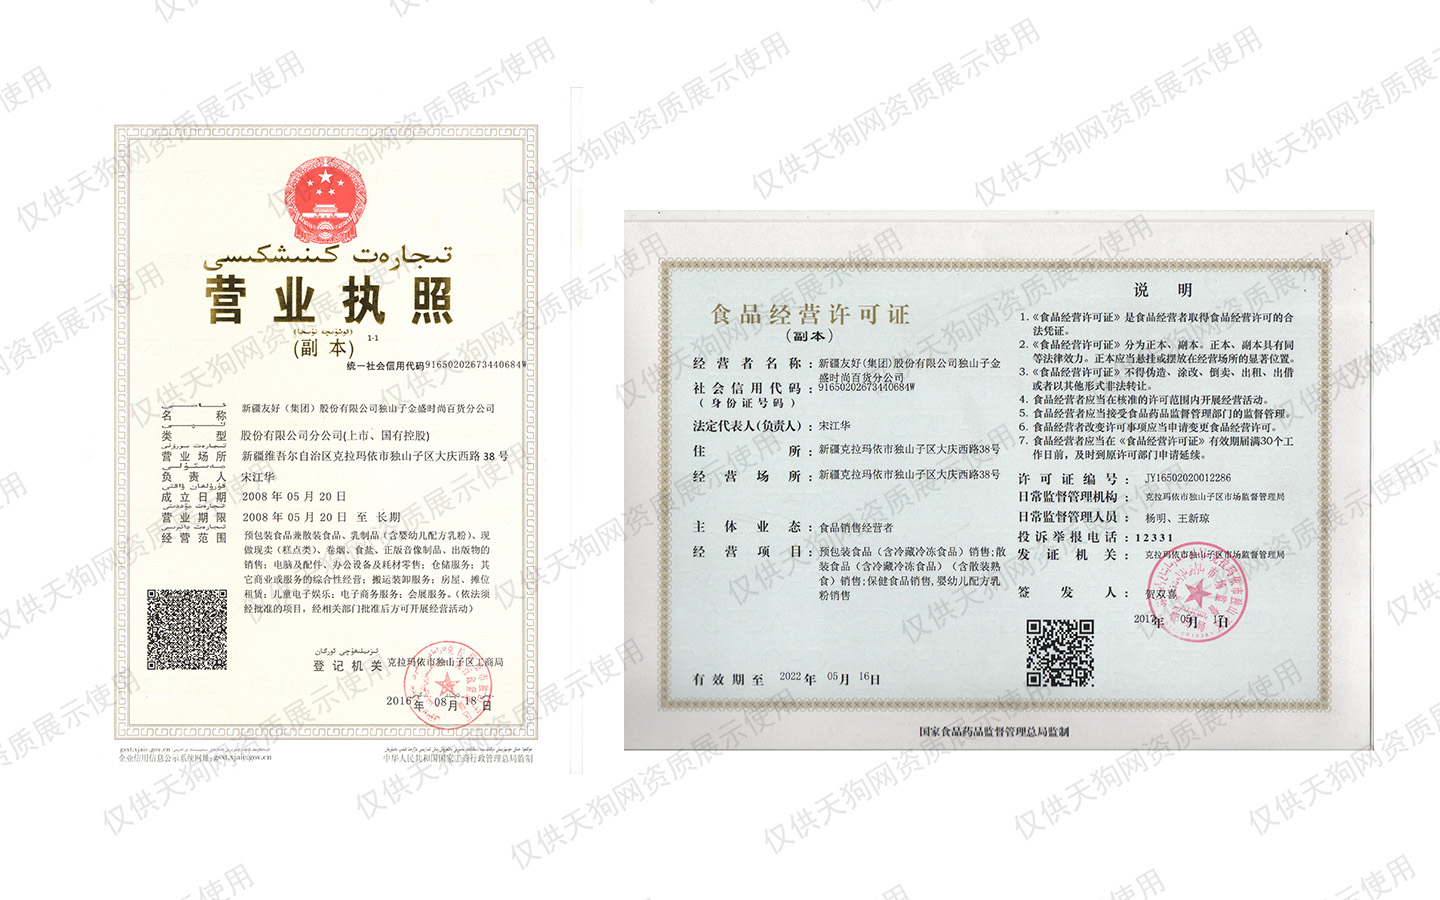 تىجارەت كىنىشكىسى
营业执照
(قوشۇمچە نۇسخا)
(副本)
1-1
统一社会信用代码91650202673440684W
名称 新疆友好（集团）股份有限公司独山子金盛时尚百货分公司
类型 股份有限公司分公司(上市、国有控股)
营业场所 新疆维吾尔自治区克拉玛依市独山子区大庆西路 38 号
负责人 宋江华
成立日期 2008 年 05 月 20 日
营业期限 2008 年 05 月 20 日 至 长期
经营范围 预包装食品兼散装食品、乳制品（含婴幼儿配方乳粉）、现
做现卖（糕点类）、卷烟、食盐、正版音像制品、出版物的
销售；电脑及配件、办公设备及耗材零售；仓储服务；其
它商业或服务的综合性经营；搬运装卸服务；房屋、摊位
租赁；儿童电子娱乐；电子商务服务；会展服务。（依法须
经批准的项目，经相关部门批准后方可开展经营活动）
登记机关 克拉玛依市独山子区工商局
2016年 08月 18日
企业信用信息公示系统网址：gsxt.xjaic.gov.cn
中华人民共和国国家工商行政管理总局监制
食品经营许可证
(副本)
经营者名称：新疆友好(集团)股份有限公司独山子金
盛时尚百货分公司
社会信用代码：91650202673440684W
(身份证号码)
法定代表人(负责人)：宋江华
住所：新疆克拉玛依市独山子区大庆西路38号
经营场所：新疆克拉玛依市独山子区大庆西路38号
主体业态：食品销售经营者
经营项目：预包装食品（含冷藏冷冻食品）销售;散
装食品（含冷藏冷冻食品）（含散装熟
食）销售;保健食品销售,婴幼儿配方乳
粉销售
有效期至 2022年 05月 16日
说明
1.《食品经营许可证》是食品经营者取得食品经营许可的合
法凭证。
2.《食品经营许可证》分为正本、副本。正本、副本具有同
等法律效力。正本应当悬挂或摆放在经营场所的显著位置。
3.《食品经营许可证》不得伪造、涂改、倒卖、出租、出借
或者以其他形式非法转让。
4. 食品经营者应当在核准的许可范围内开展经营活动。
5. 食品经营者应当接受食品药品监督管理部门的监督管理。
6. 食品经营者改变许可事项应当申请变更食品经营许可。
7. 食品经营者应当在《食品经营许可证》有效期届满30个工
作日前，及时到原许可部门申请延续。
许可证编号：JY16502020012286
日常监督管理机构：克拉玛依市独山子区市场监督管理局
日常监督管理人员：杨明、王新琼
投诉举报电话：12331
发证机关：克拉玛依市独山子区市场监督管理局
签发人：贺双喜
2017年 05月 17日
国家食品药品监督管理总局监制
仅供天狗网资质展示使用